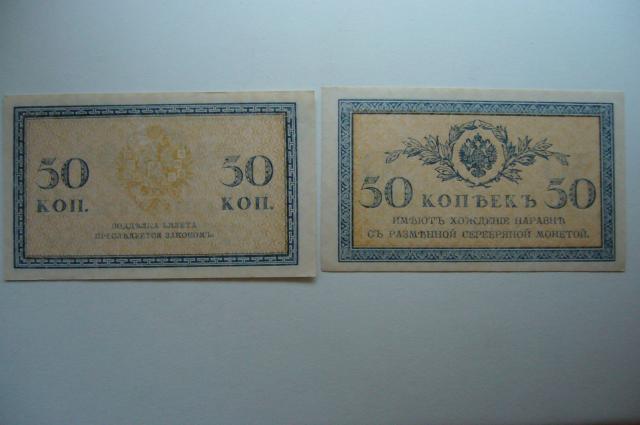 50 50
КОП. КОП.
ПОДДѢЛКА БИЛЕТА
ПРЕСЛѢДУЕТСЯ ЗАКОНОМЪ.
50 КОПѢЕКЪ 50
ИМѢЮТЪ ХОЖДЕНІЕ НАРАВНѢ
СЪ РАЗМѢННОЙ СЕРЕБРЯНОЙ МОНЕТОЙ.